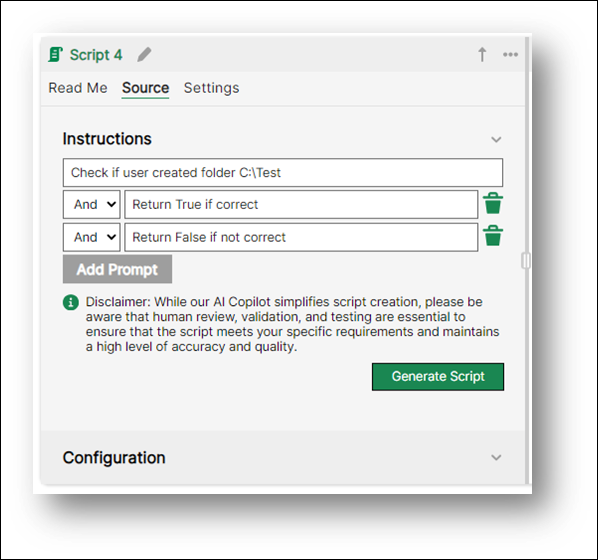 Script 4
Read Me Source Settings
Instructions
Check if user created folder C:\Test
And Return True if correct
And Return False if not correct
Add Prompt
Disclaimer: While our AI Copilot simplifies script creation, please be
aware that human review, validation, and testing are essential to
ensure that the script meets your specific requirements and maintains
a high level of accuracy and quality.
Generate Script
Configuration